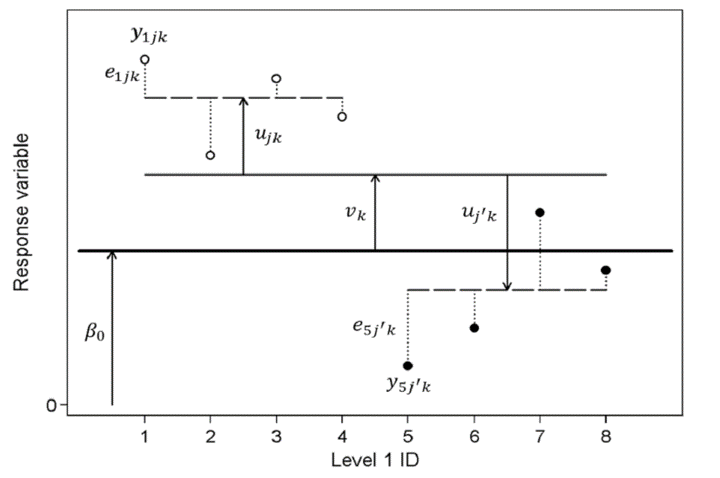 y₁ⱼₖ
e₁ⱼₖ
uⱼₖ
vₖ
uⱼ′ₖ
β₀
e₅ⱼ′ₖ
y₅ⱼ′ₖ
Response variable
0
1 2 3 4 5 6 7 8
Level 1 ID